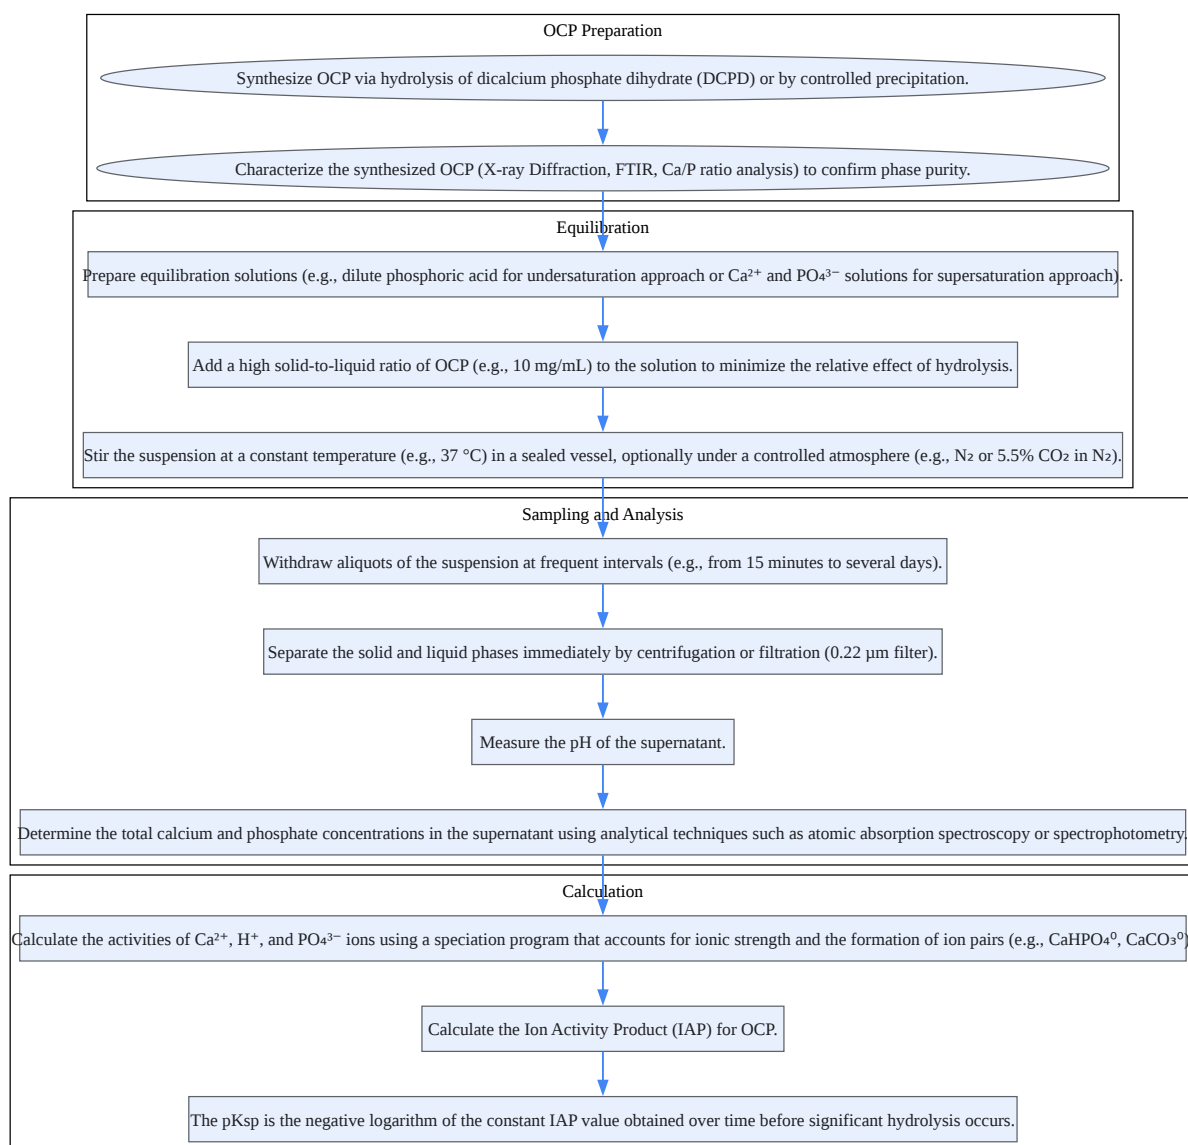 OCP Preparation
Synthesize OCP via hydrolysis of dicalcium phosphate dihydrate (DCPD) or by controlled precipitation.
Characterize the synthesized OCP (X-ray Diffraction, FTIR, Ca/P ratio analysis) to confirm phase purity.
Equilibration
Prepare equilibration solutions (e.g., dilute phosphoric acid for undersaturation approach or Ca²⁺ and PO₄³⁻ solutions for supersaturation approach).
Add a high solid-to-liquid ratio of OCP (e.g., 10 mg/mL) to the solution to minimize the relative effect of hydrolysis.
Stir the suspension at a constant temperature (e.g., 37 °C) in a sealed vessel, optionally under a controlled atmosphere (e.g., N₂ or 5.5% CO₂ in N₂).
Sampling and Analysis
Withdraw aliquots of the suspension at frequent intervals (e.g., from 15 minutes to several days).
Separate the solid and liquid phases immediately by centrifugation or filtration (0.22 µm filter).
Measure the pH of the supernatant.
Determine the total calcium and phosphate concentrations in the supernatant using analytical techniques such as atomic absorption spectroscopy or spectrophotometry.
Calculation
Calculate the activities of Ca²⁺, H⁺, and PO₄³⁻ ions using a speciation program that accounts for ionic strength and the formation of ion pairs (e.g., CaHPO₄⁰, CaCO₃⁰)
Calculate the Ion Activity Product (IAP) for OCP.
The pKsp is the negative logarithm of the constant IAP value obtained over time before significant hydrolysis occurs.